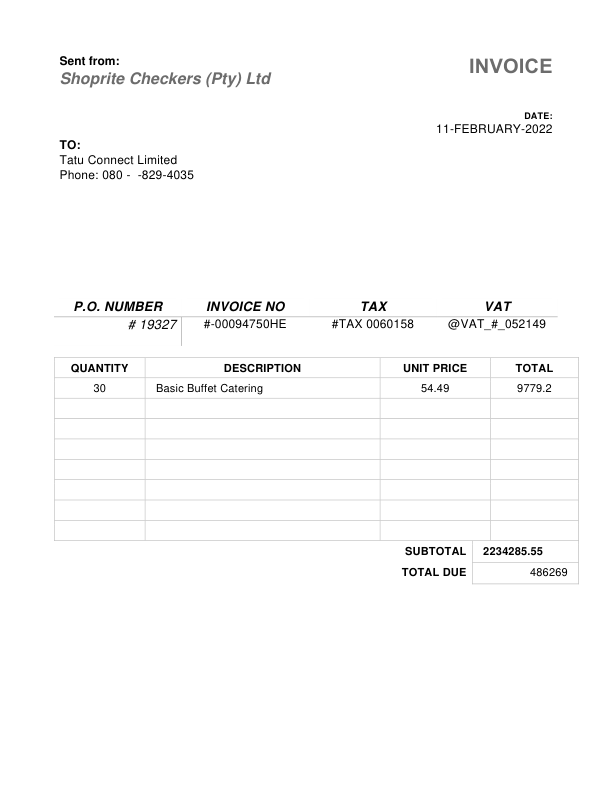 Sent from:
Shoprite Checkers (Pty) Ltd
INVOICE
DATE:
11-FEBRUARY-2022
TO:
Tatu Connect Limited
Phone: 080 -  -829-4035
P.O. NUMBER INVOICE NO TAX VAT
# 19327 #-00094750HE #TAX 0060158 @VAT_#_052149
QUANTITY DESCRIPTION UNIT PRICE TOTAL
30 Basic Buffet Catering 54.49 9779.2
SUBTOTAL 2234285.55
TOTAL DUE 486269